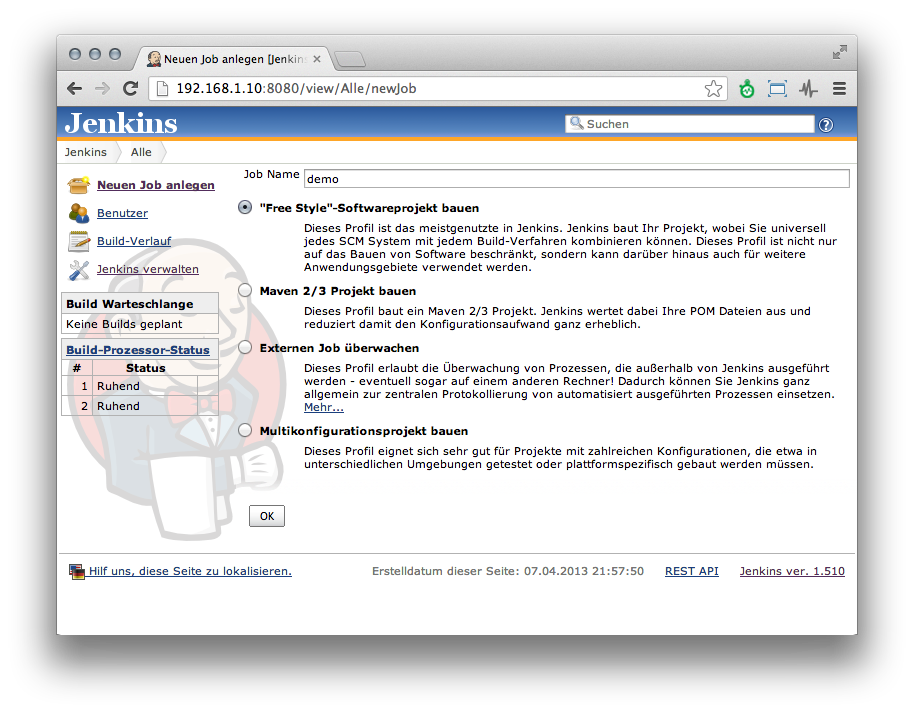 Neuen Job anlegen [Jenkins
192.168.1.10:8080/view/Alle/newJob
Jenkins
Suchen
Jenkins
Alle
Neuen Job anlegen
Benutzer
Build-Verlauf
Jenkins verwalten
Build Warteschlange
Keine Builds geplant
Build-Prozessor-Status
# Status
1 Ruhend
2 Ruhend
Job Name demo
"Free Style"-Softwareprojekt bauen
Dieses Profil ist das meistgenutzte in Jenkins. Jenkins baut Ihr Projekt, wobei Sie universell
jedes SCM System mit jedem Build-Verfahren kombinieren können. Dieses Profil ist nicht nur
auf das Bauen von Software beschränkt, sondern kann darüber hinaus auch für weitere
Anwendungsgebiete verwendet werden.
Maven 2/3 Projekt bauen
Dieses Profil baut ein Maven 2/3 Projekt. Jenkins wertet dabei Ihre POM Dateien aus und
reduziert damit den Konfigurationsaufwand ganz erheblich.
Externen Job überwachen
Dieses Profil erlaubt die Überwachung von Prozessen, die außerhalb von Jenkins ausgeführt
werden - eventuell sogar auf einem anderen Rechner! Dadurch können Sie Jenkins ganz
allgemein zur zentralen Protokollierung von automatisiert ausgeführten Prozessen einsetzen.
Mehr...
Multikonfigurationsprojekt bauen
Dieses Profil eignet sich sehr gut für Projekte mit zahlreichen Konfigurationen, die etwa in
unterschiedlichen Umgebungen getestet oder plattformspezifisch gebaut werden müssen.
OK
Hilf uns, diese Seite zu lokalisieren.
Erstelldatum dieser Seite: 07.04.2013 21:57:50
REST API
Jenkins ver. 1.510